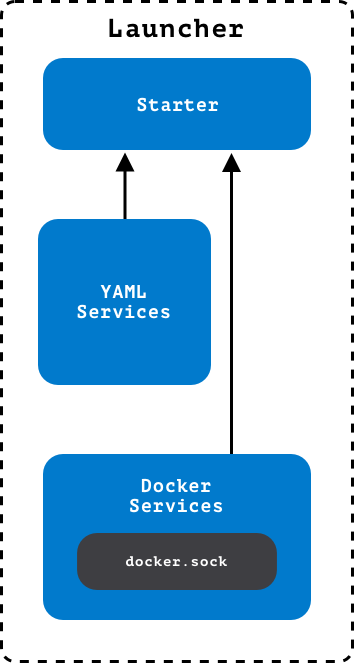 Launcher
Starter
YAML
Services
Docker
Services
docker.sock